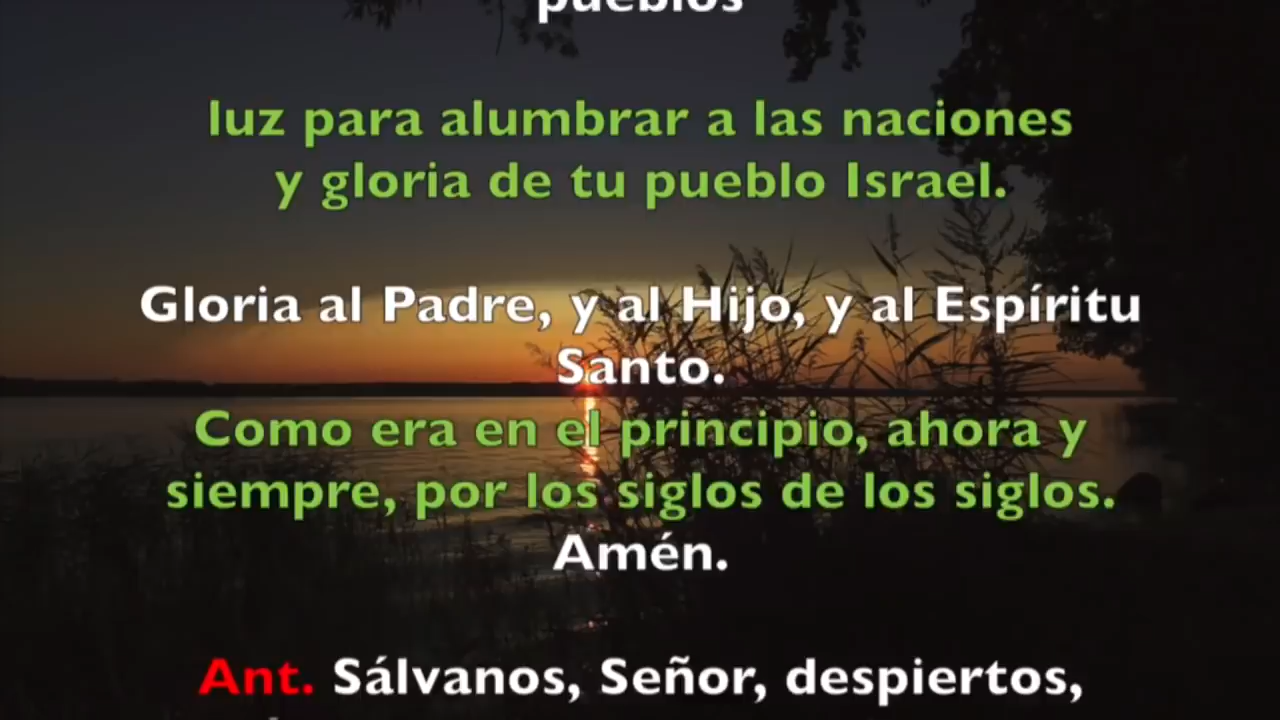 pueblos
luz para alumbrar a las naciones
y gloria de tu pueblo Israel.
Gloria al Padre, y al Hijo, y al Espíritu
Santo.
Como era en el principio, ahora y
siempre, por los siglos de los siglos.
Amén.
Ant. Sálvanos, Señor, despiertos,